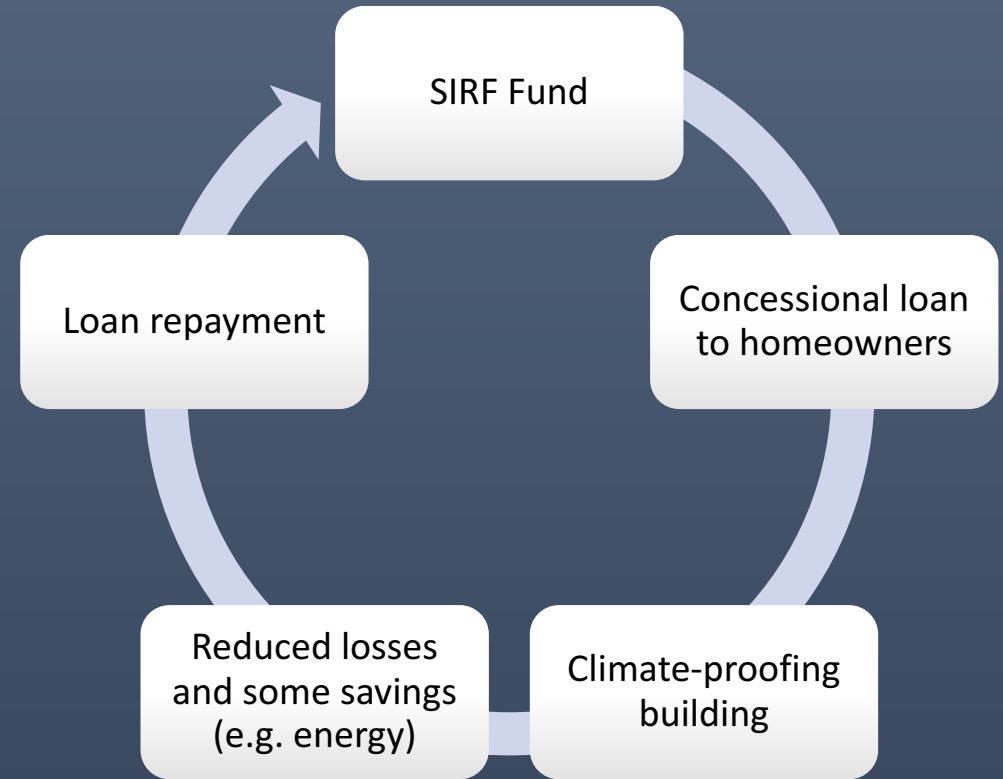 SIRF Fund
Concessional loan
to homeowners
Climate-proofing
building
Reduced losses
and some savings
(e.g. energy)
Loan repayment